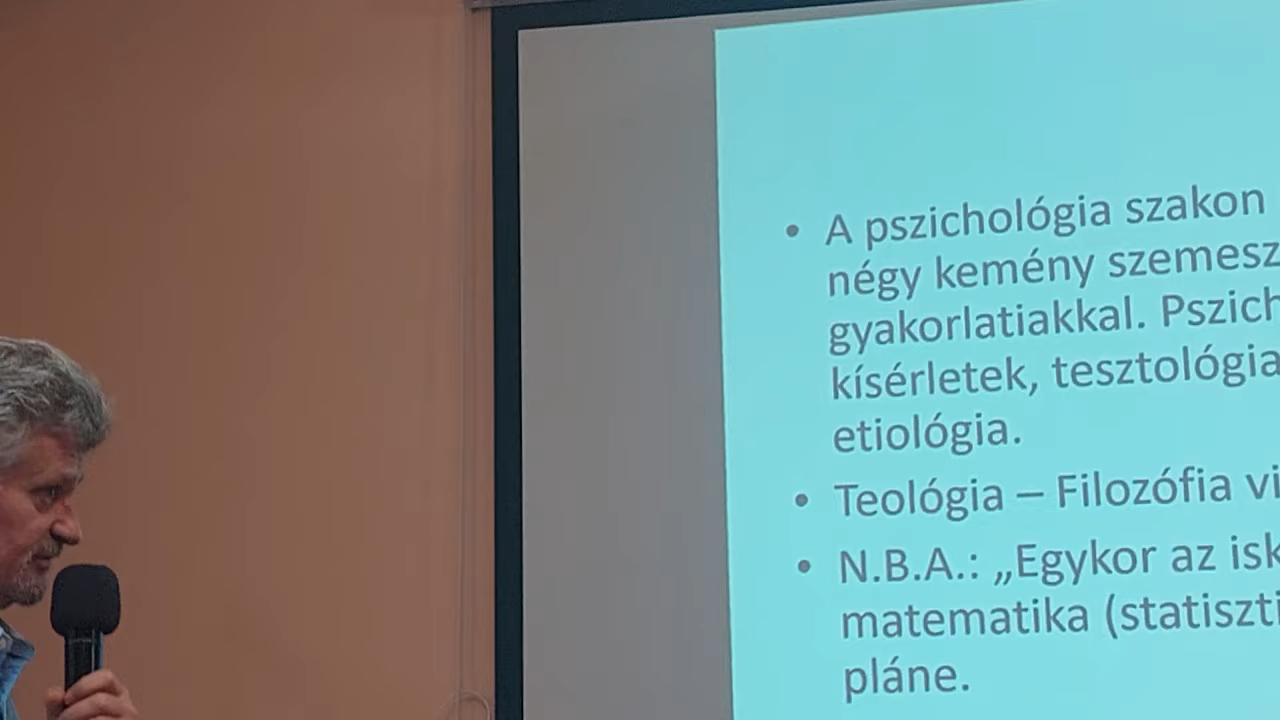 • A pszichológia szakon
négy kemény szemesz
gyakorlatiakkal. Pszich
kísérletek, tesztológia
etiológia.
• Teológia – Filozófia vi
• N.B.A.: „Egykor az isk
matematika (statiszti
pláne.